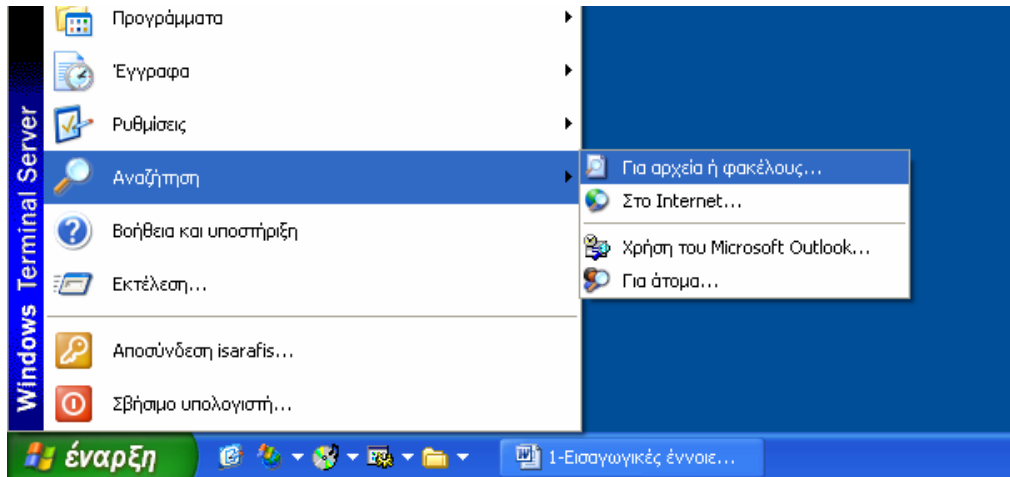 Προγράμματα
Έγγραφα
Ρυθμίσεις
Αναζήτηση
Για αρχεία ή φακέλους...
Στο Internet...
Χρήση του Microsoft Outlook...
Για άτομα...
Βοήθεια και υποστήριξη
Εκτέλεση...
Αποσύνδεση isarafis...
Σβήσιμο υπολογιστή...
Windows Terminal Server
έναρξη
1-Εισαγωγικές έννοιε...